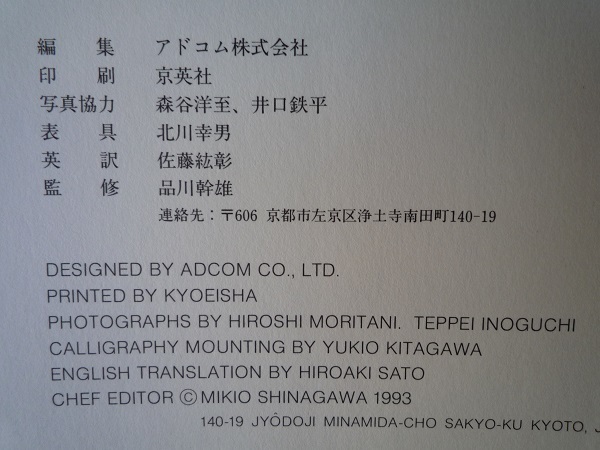 編集 アドコム株式会社
印刷 京英社
写真協力 森谷洋至、井口鉄平
表具 北川幸男
英訳 佐藤紘彰
監修 品川幹雄
連絡先：〒606 京都市左京区浄土寺南田町140-19
DESIGNED BY ADCOM CO., LTD.
PRINTED BY KYOEISHA
PHOTOGRAPHS BY HIROSHI MORITANI. TEPPEI INOGUCHI
CALLIGRAPHY MOUNTING BY YUKIO KITAGAWA
ENGLISH TRANSLATION BY HIROAKI SATO
CHEF EDITOR ©MIKIO SHINAGAWA 1993
140-19 JYŌDOJI MINAMIDA-CHO SAKYO-KU KYOTO, J